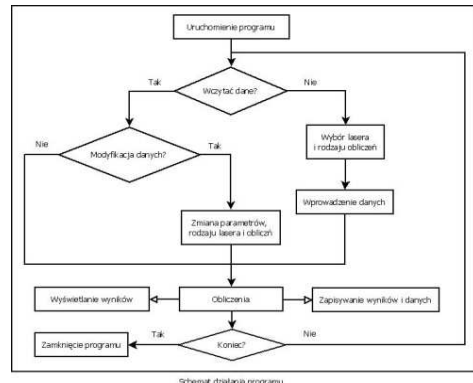 Uruchomienie programu
Tak
Nie
Wczytać dane?
Nie
Modyfikacja danych?
Tak
Wybór lasera
i rodzaju obliczeń
Wprowadzenie danych
Zmiana parametrów,
rodzaju lasera i obliczń
Wyświetlanie wyników
Obliczenia
Zapisywanie wyników i danych
Tak
Nie
Zamknięcie programu
Koniec?
Schemat działania programu